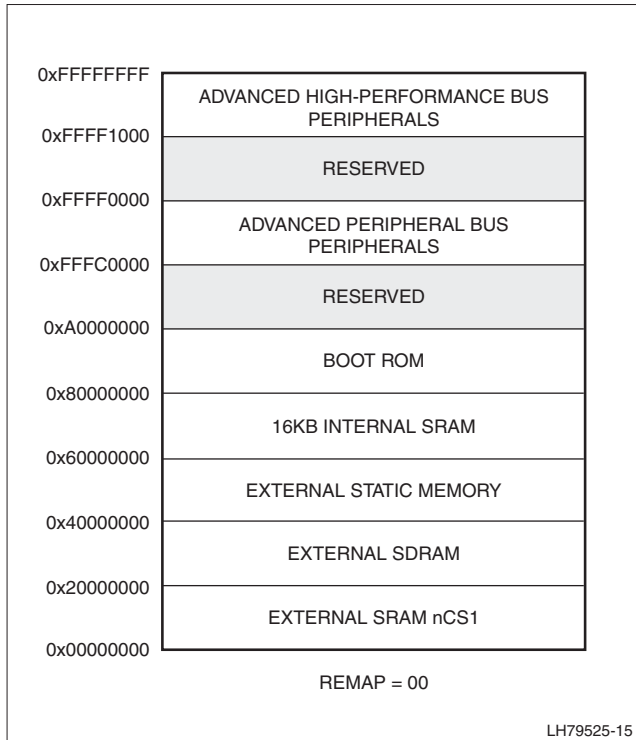 0xFFFFFFFF
ADVANCED HIGH-PERFORMANCE BUS
PERIPHERALS
0xFFFF1000
RESERVED
0xFFFF0000
ADVANCED PERIPHERAL BUS
PERIPHERALS
0xFFFC0000
RESERVED
0xA0000000
BOOT ROM
0x80000000
16KB INTERNAL SRAM
0x60000000
EXTERNAL STATIC MEMORY
0x40000000
EXTERNAL SDRAM
0x20000000
EXTERNAL SRAM nCS1
0x00000000
REMAP = 00
LH79525-15